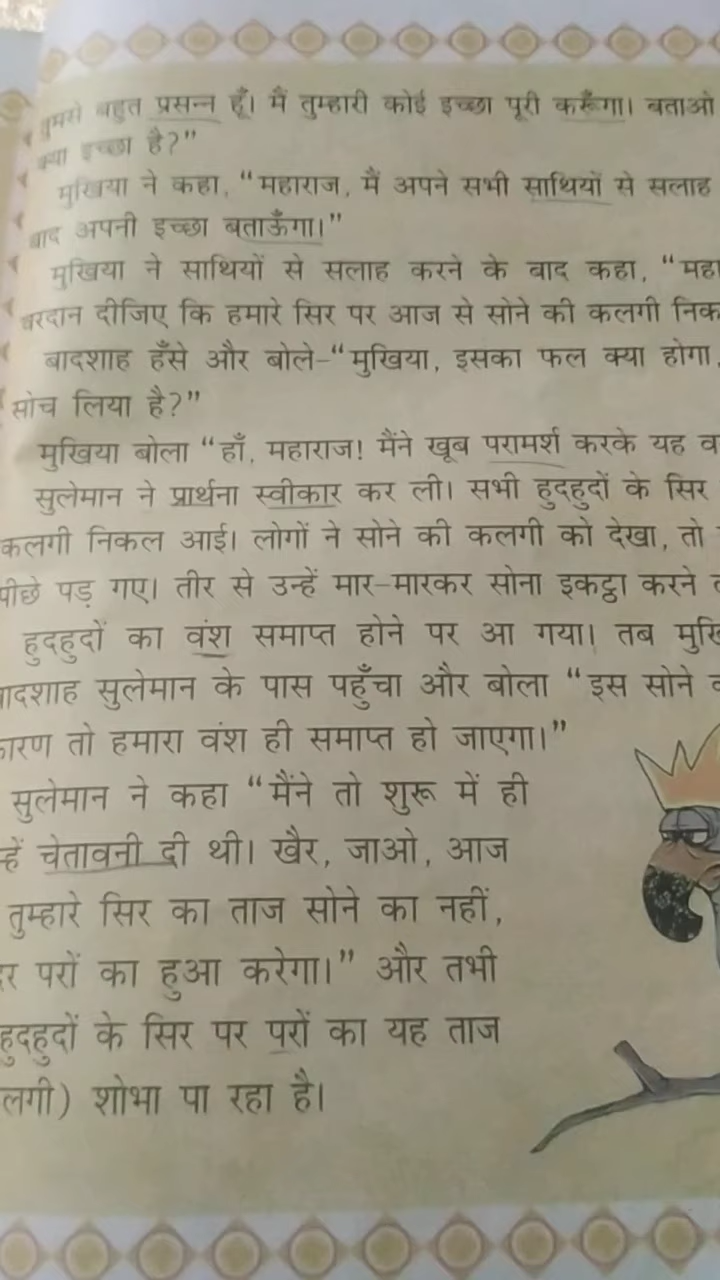 तुमसे बहुत प्रसन्न हूँ। मैं तुम्हारी कोई इच्छा पूरी करूँगा। बताओ
क्या इच्छा है?”
मुखिया ने कहा, “महाराज, मैं अपने सभी साथियों से सलाह
बाद अपनी इच्छा बताऊँगा।”
मुखिया ने साथियों से सलाह करने के बाद कहा, “महा
वरदान दीजिए कि हमारे सिर पर आज से सोने की कलगी निक
बादशाह हँसे और बोले–“मुखिया, इसका फल क्या होगा,
सोच लिया है?”
मुखिया बोला “हाँ, महाराज! मैंने खूब परामर्श करके यह व
सुलेमान ने प्रार्थना स्वीकार कर ली। सभी हुदहुदों के सिर
कलगी निकल आई। लोगों ने सोने की कलगी को देखा, तो
पीछे पड़ गए। तीर से उन्हें मार–मारकर सोना इकट्ठा करने
हुदहुदों का वंश समाप्त होने पर आ गया। तब मुखि
बादशाह सुलेमान के पास पहुँचा और बोला “इस सोने
कारण तो हमारा वंश ही समाप्त हो जाएगा।”
सुलेमान ने कहा “मैंने तो शुरू में ही
न्हें चेतावनी दी थी। खैर, जाओ, आज
तुम्हारे सिर का ताज सोने का नहीं,
दर परों का हुआ करेगा।” और तभी
हुदहुदों के सिर पर परों का यह ताज
लगी) शोभा पा रहा है।